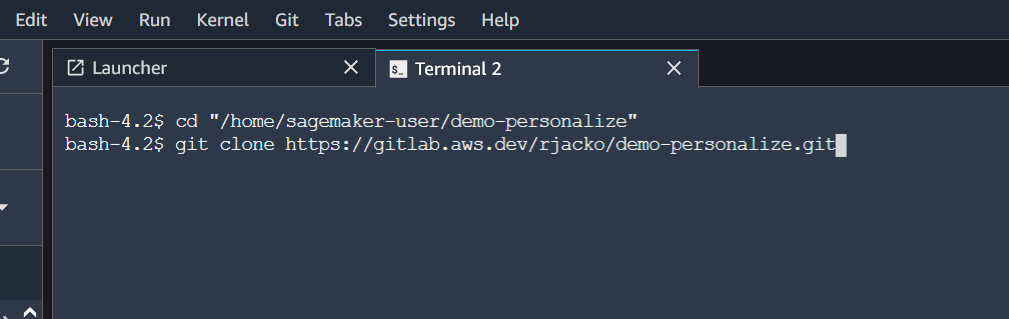 Edit View Run Kernel Git Tabs Settings Help
Launcher
$_ Terminal 2
bash-4.2$ cd "/home/sagemaker-user/demo-personalize"
bash-4.2$ git clone https://gitlab.aws.dev/rjacko/demo-personalize.git